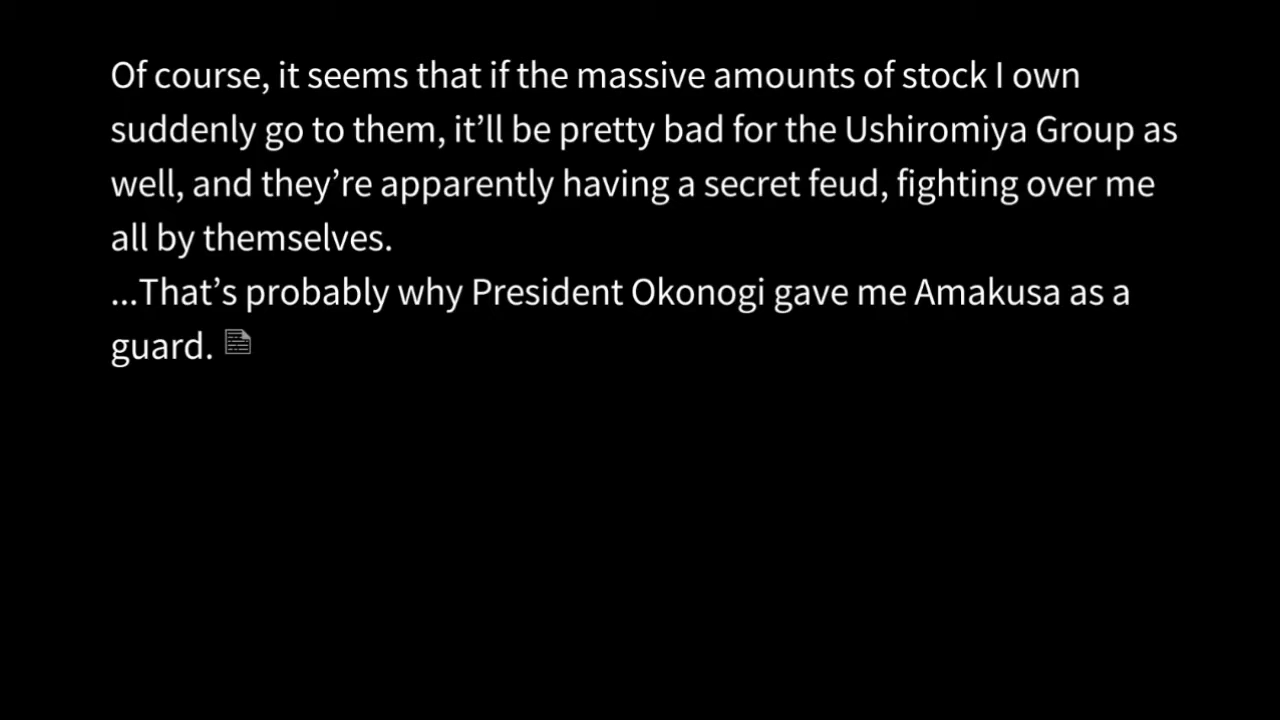 Of course, it seems that if the massive amounts of stock I own
suddenly go to them, it’ll be pretty bad for the Ushiromiya Group as
well, and they’re apparently having a secret feud, fighting over me
all by themselves.
...That’s probably why President Okonogi gave me Amakusa as a
guard.